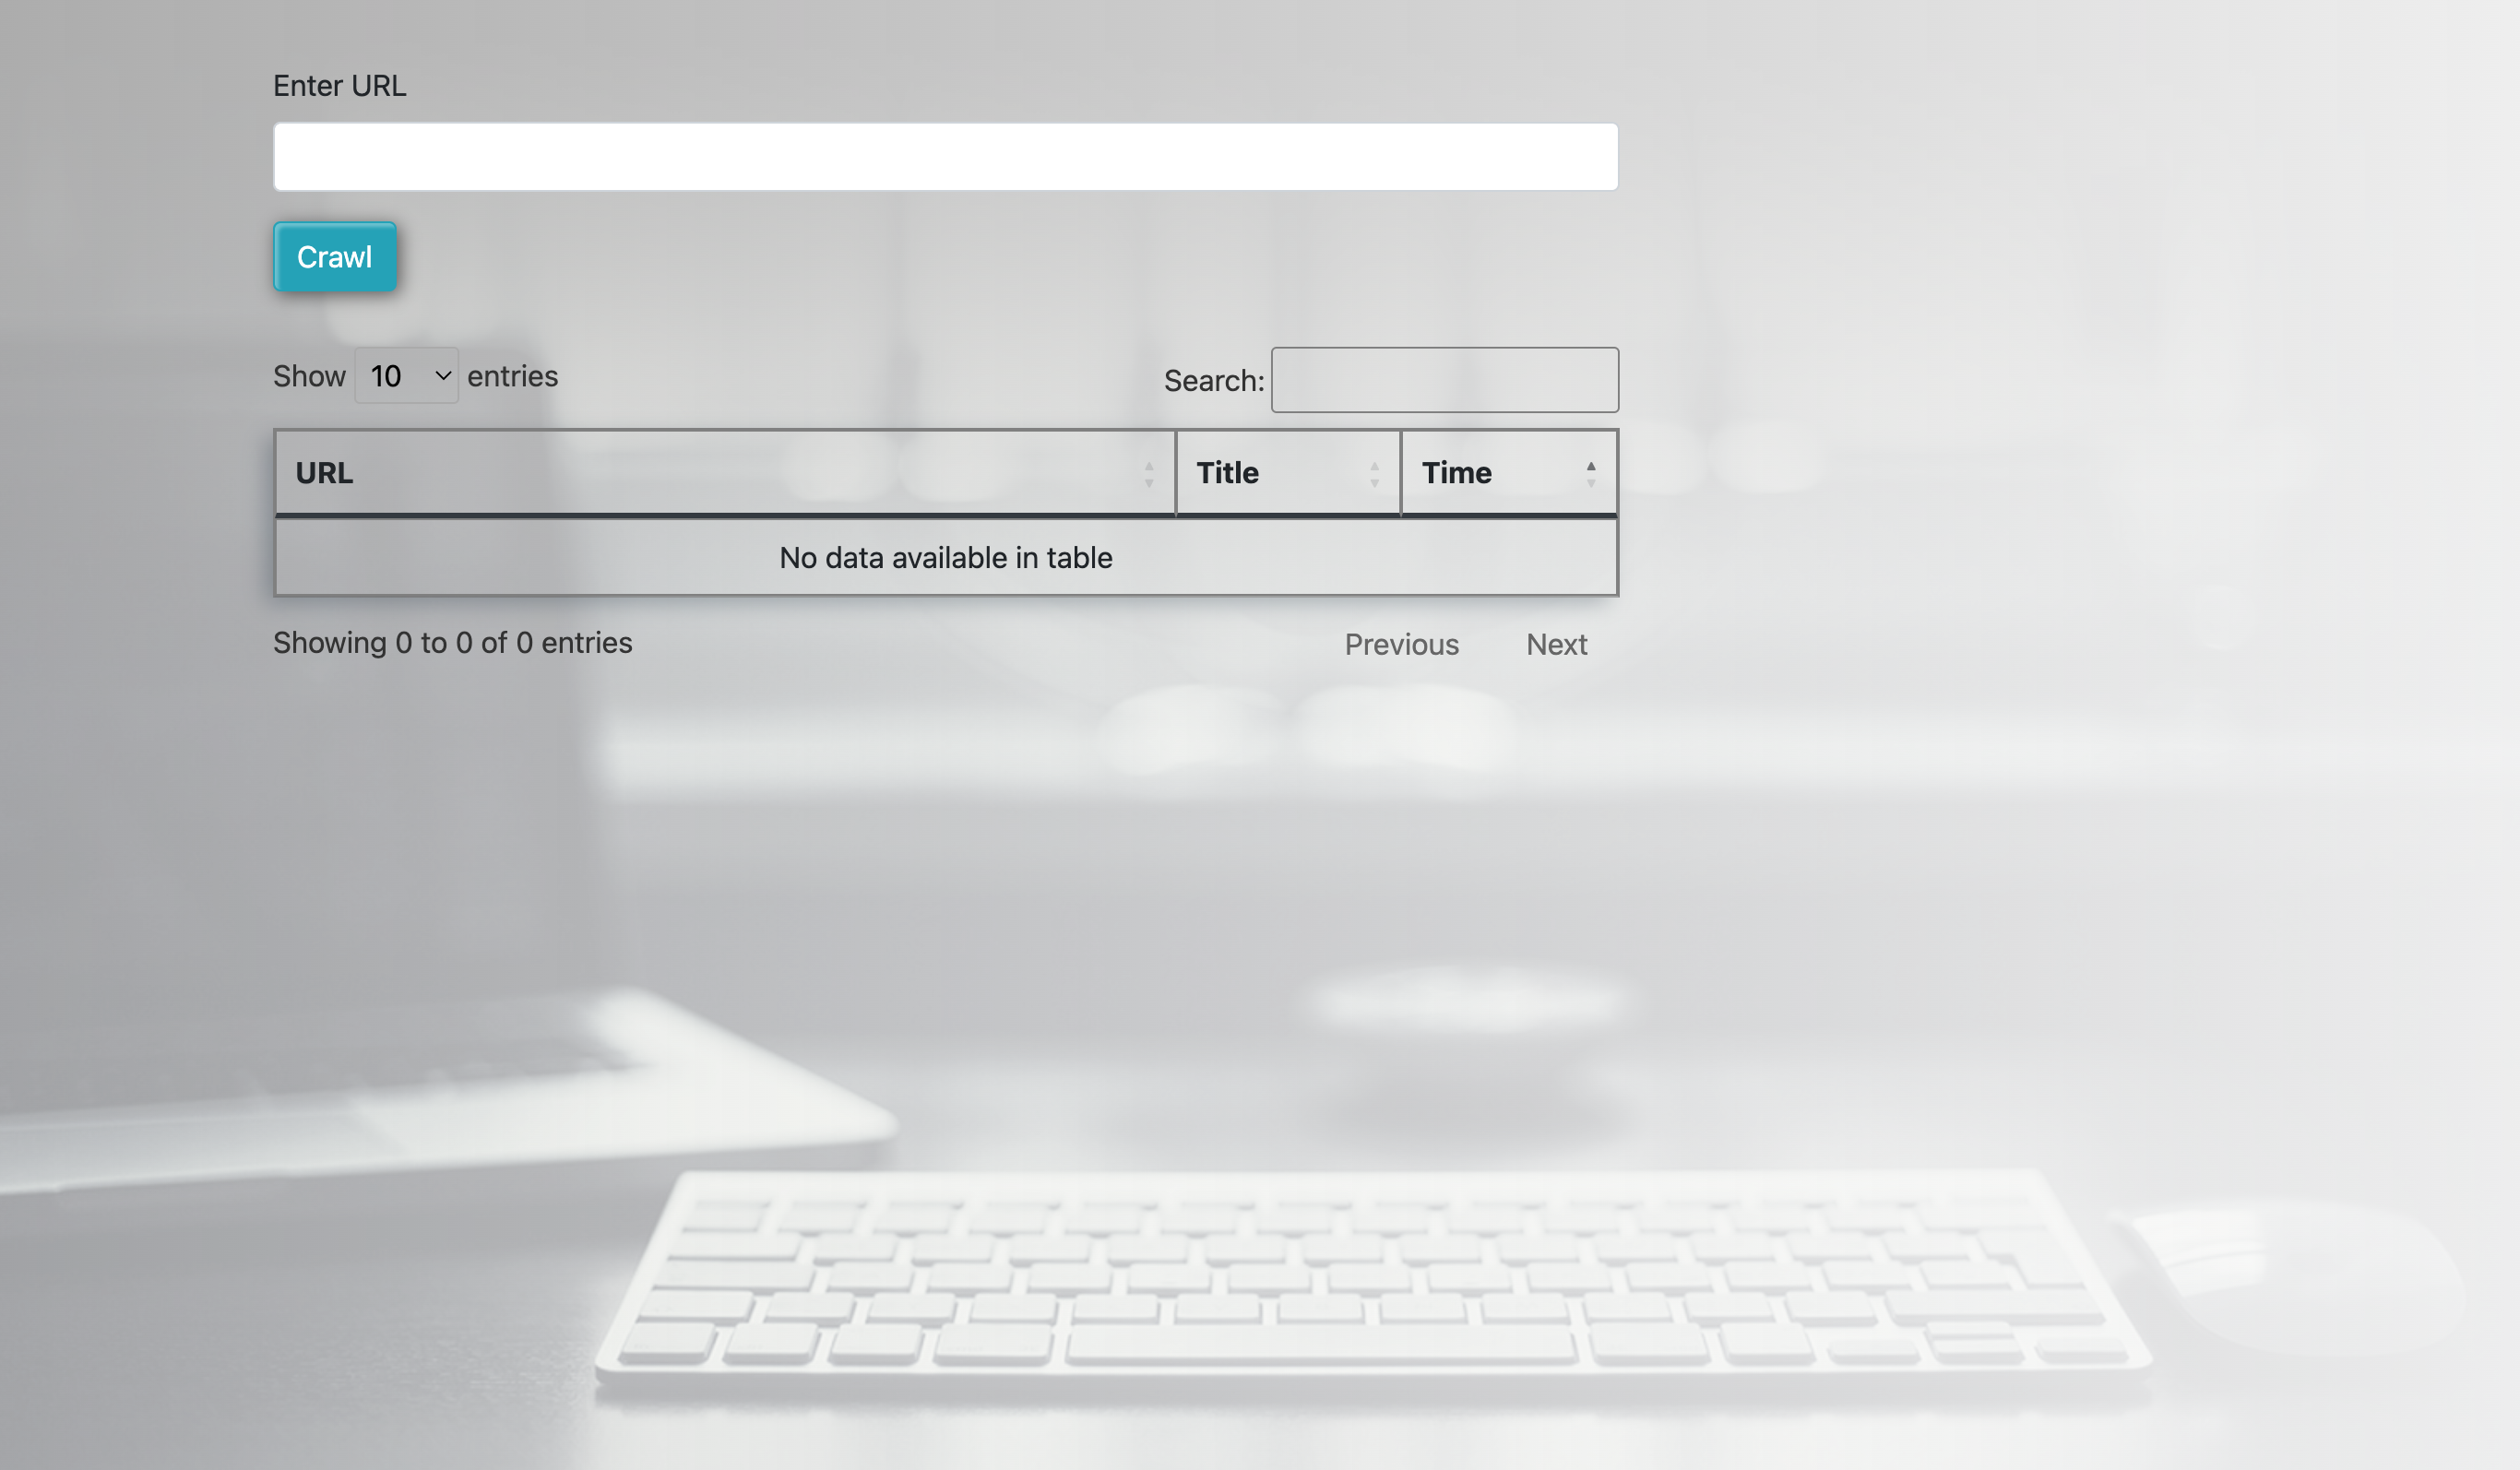 Enter URL
Crawl
Show 10 entries Search:
URL Title Time
No data available in table
Showing 0 to 0 of 0 entries Previous Next